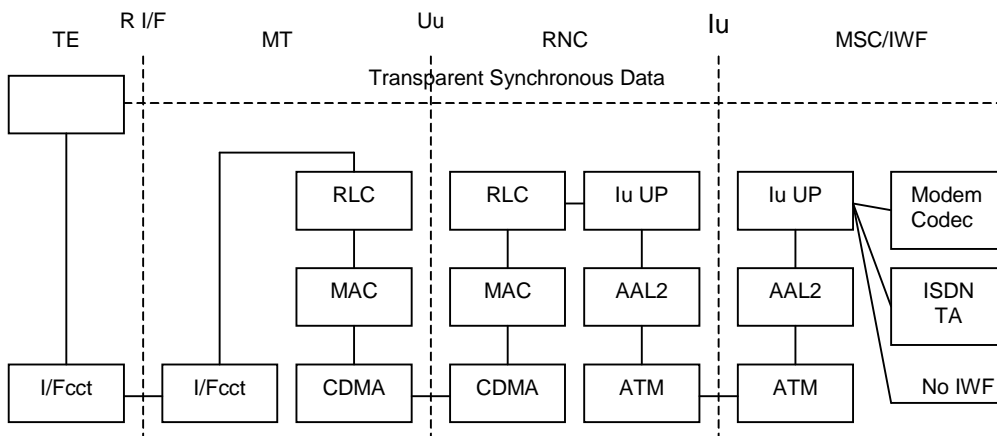 R I/F
Uu
Iu
TE
MT
RNC
MSC/IWF
Transparent Synchronous Data
RLC
RLC
Iu UP
Iu UP
Modem
Codec
MAC
MAC
AAL2
AAL2
ISDN
TA
I/Fcct
I/Fcct
CDMA
CDMA
ATM
ATM
No IWF